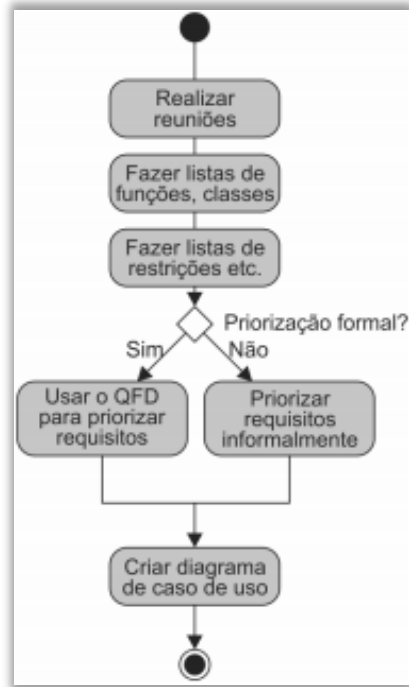 Realizar
reuniões
Fazer listas de
funções, classes
Fazer listas de
restrições etc.
Priorização formal?
Sim
Não
Usar o QFD
para priorizar
requisitos
Priorizar
requisitos
informalmente
Criar diagrama
de caso de uso